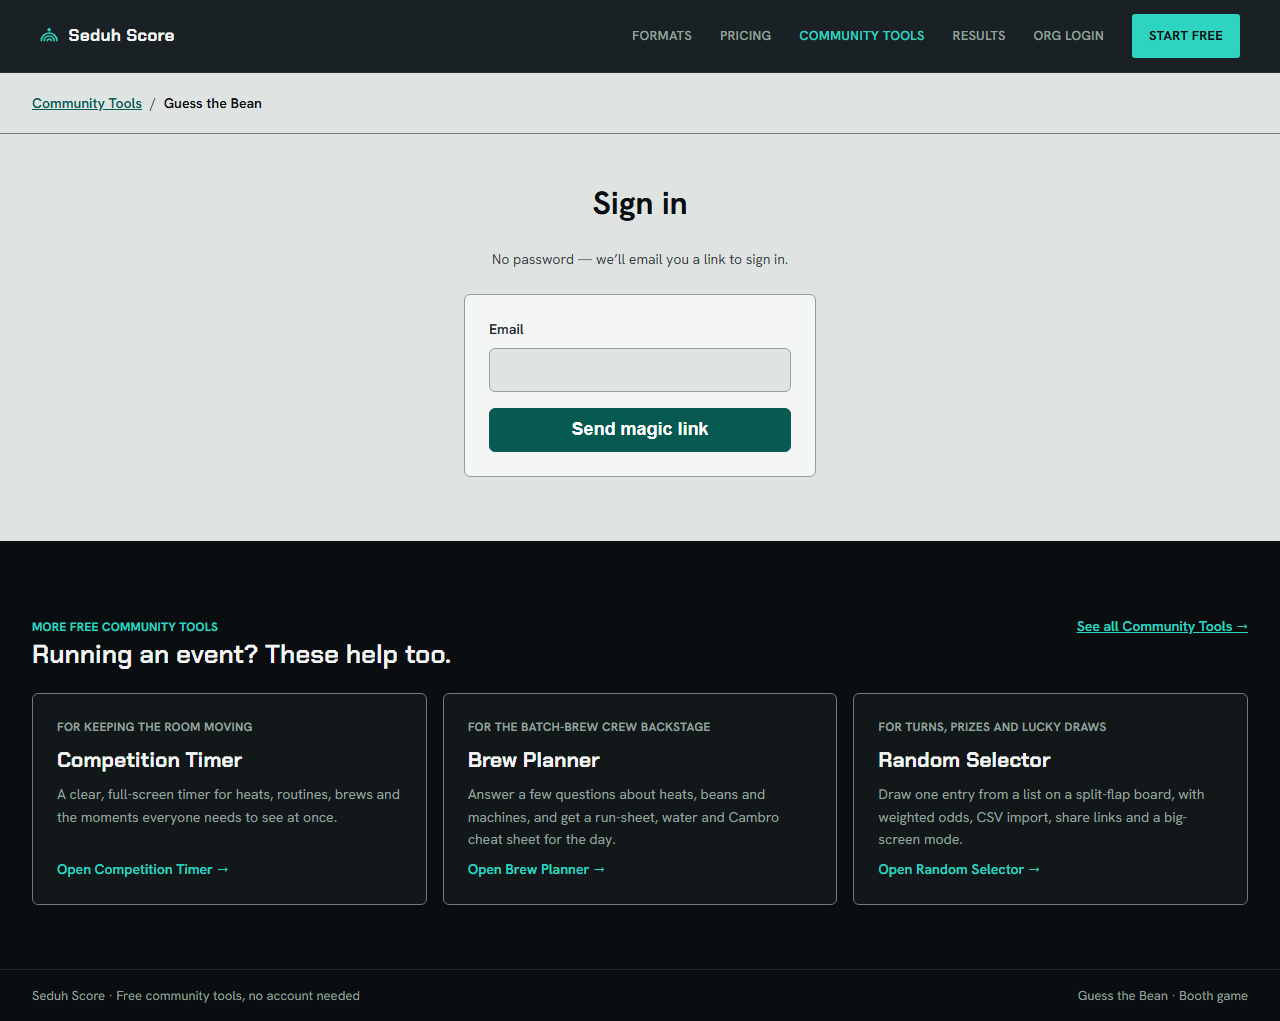 Seduh Score
FORMATS
PRICING
COMMUNITY TOOLS
RESULTS
ORG LOGIN
START FREE
Community Tools / Guess the Bean
Sign in
No password — we’ll email you a link to sign in.
Email
Send magic link
MORE FREE COMMUNITY TOOLS
See all Community Tools →
Running an event? These help too.
FOR KEEPING THE ROOM MOVING
Competition Timer
A clear, full-screen timer for heats, routines, brews and
the moments everyone needs to see at once.
Open Competition Timer →
FOR THE BATCH-BREW CREW BACKSTAGE
Brew Planner
Answer a few questions about heats, beans and
machines, and get a run-sheet, water and Cambro
cheat sheet for the day.
Open Brew Planner →
FOR TURNS, PRIZES AND LUCKY DRAWS
Random Selector
Draw one entry from a list on a split-flap board, with
weighted odds, CSV import, share links and a big-
screen mode.
Open Random Selector →
Seduh Score · Free community tools, no account needed
Guess the Bean · Booth game